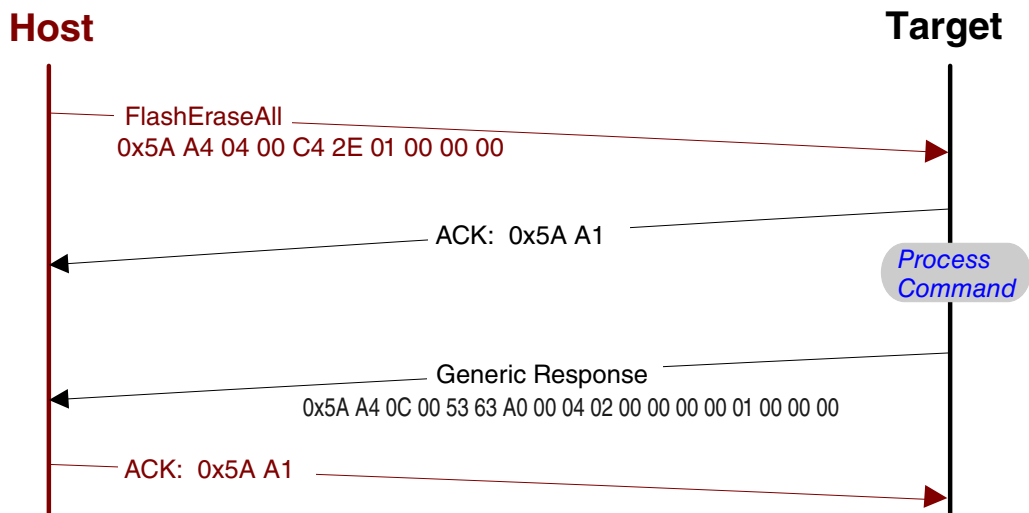 Host
Target
FlashEraseAll
0x5A A4 04 00 C4 2E 01 00 00 00
ACK: 0x5A A1
Process
Command
Generic Response
0x5A A4 0C 00 53 63 A0 00 04 02 00 00 00 00 01 00 00 00
ACK: 0x5A A1